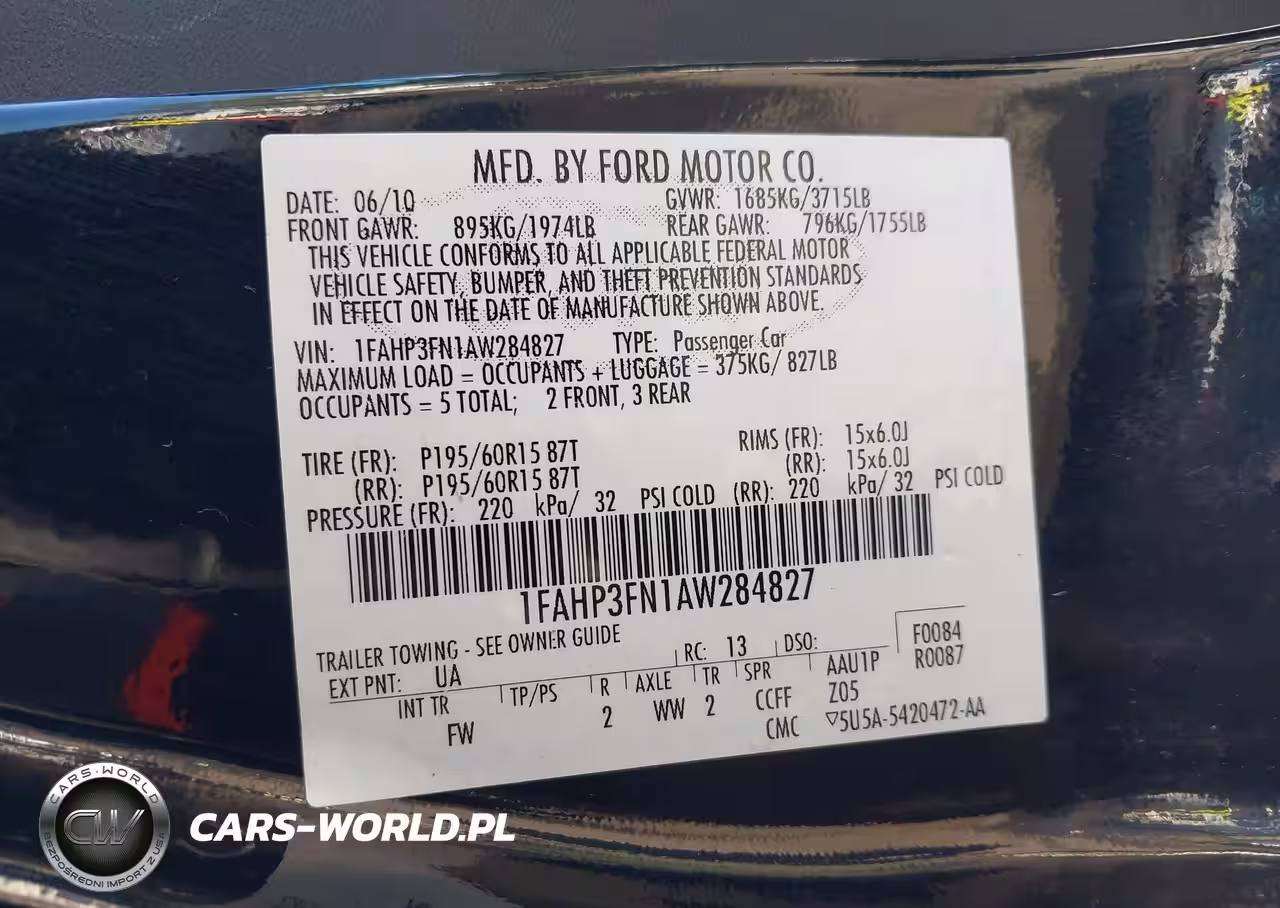 MFD. BY FORD MOTOR CO.
DATE: 06/10 GVWR: 1685KG/3715LB
FRONT GAWR: 895KG/1974LB REAR GAWR: 796KG/1755LB
THIS VEHICLE CONFORMS TO ALL APPLICABLE FEDERAL MOTOR
VEHICLE SAFETY, BUMPER, AND THEFT PREVENTION STANDARDS
IN EFFECT ON THE DATE OF MANUFACTURE SHOWN ABOVE.
VIN: 1FAHP3FN1AW284827 TYPE: Passenger Car
MAXIMUM LOAD = OCCUPANTS + LUGGAGE = 375KG/ 827LB
OCCUPANTS = 5 TOTAL; 2 FRONT, 3 REAR
TIRE (FR): P195/60R15 87T RIMS (FR): 15x6.0J
(RR): P195/60R15 87T (RR): 15x6.0J
PRESSURE (FR): 220 kPa/ 32 PSI COLD (RR): 220 kPa/ 32 PSI COLD
1FAHP3FN1AW284827
TRAILER TOWING - SEE OWNER GUIDE
EXT PNT: UA RC: 13 DSO: F0084
INT TR TP/PS R AXLE TR SPR AAU1P R0087
FW 2 WW 2 CCFF Z05
CMC ▽5U5A-5420472-AA
CARS-WORLD
CW
BEZPOŚREDNI IMPORT Z USA
CARS-WORLD.PL